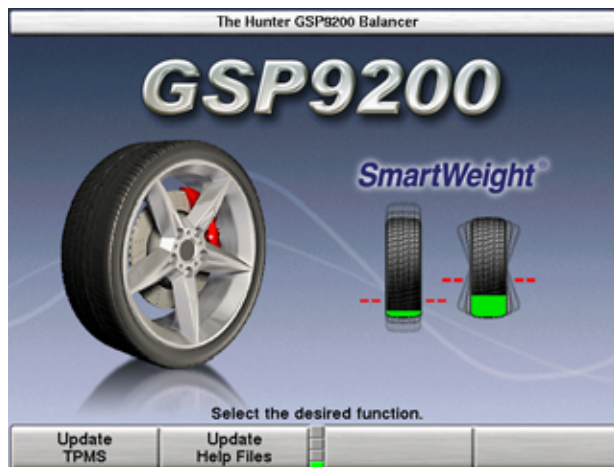 The Hunter GSP9200 Balancer
GSP9200
SmartWeight®
Select the desired function.
Update
TPMS
Update
Help Files